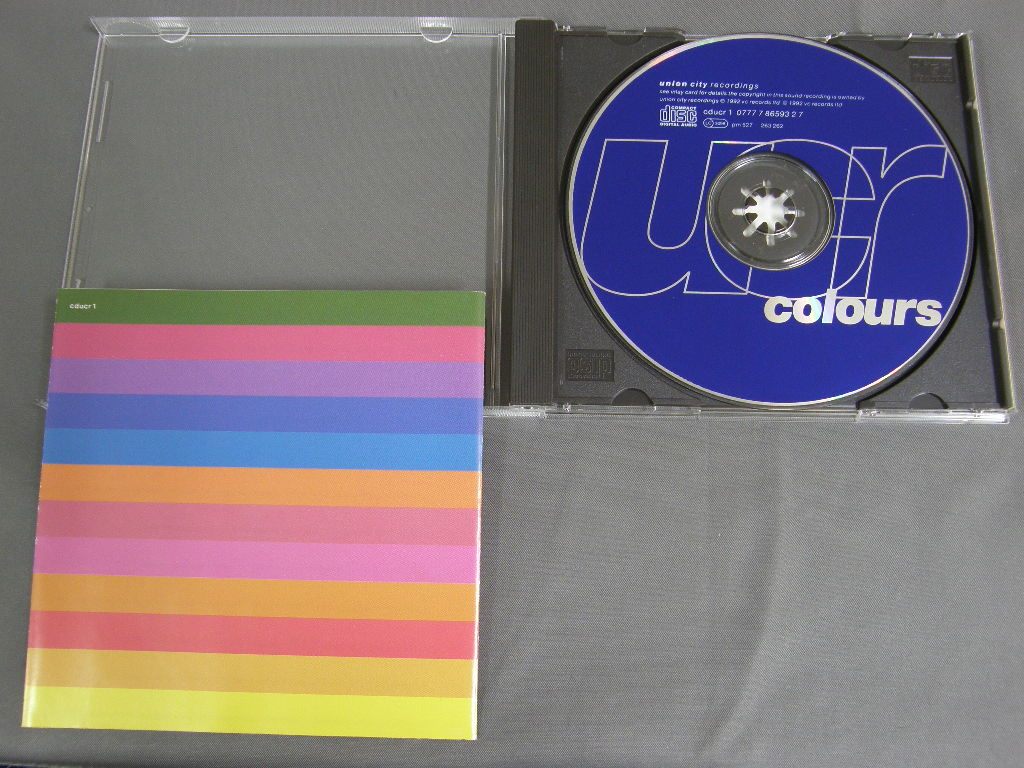 union city recordings
see inlay card for details the copyright in this sound recording is owned by
union city recordings © 1992 vc records ltd ℗ 1992 vc records ltd
COMPACT
disc
DIGITAL AUDIO
cducr 1 0777 7 86593 2 7
LC 3098 pm 527 263 262
ucr
colours
cducr 1